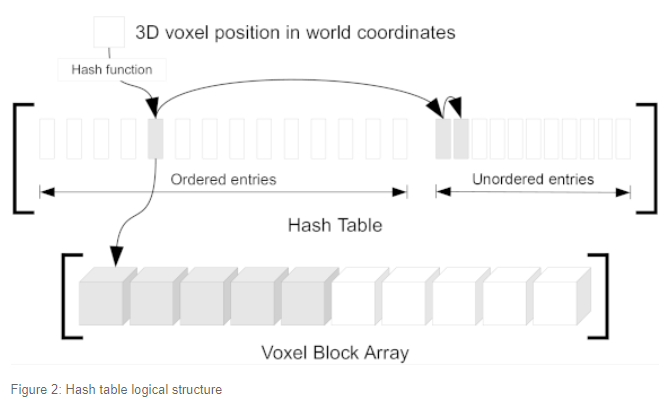 3D voxel position in world coordinates
Hash function
Ordered entries
Unordered entries
Hash Table
Voxel Block Array
Figure 2: Hash table logical structure